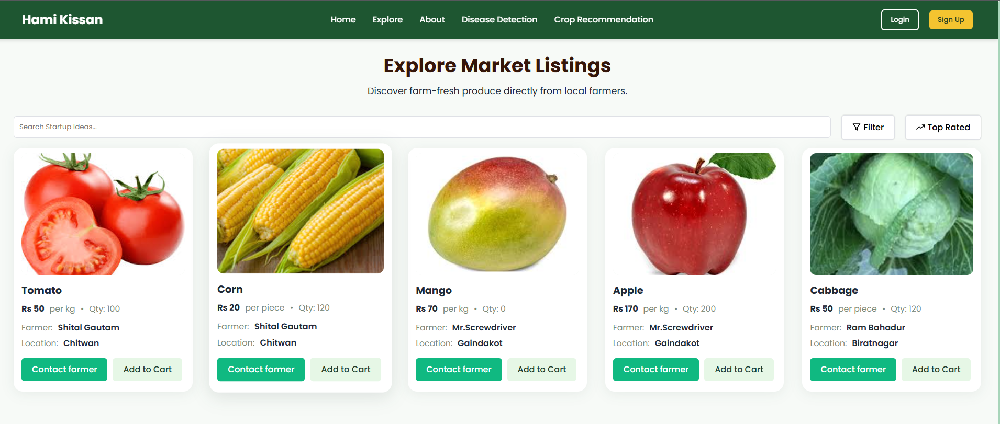 Hami Kissan
Home Explore About Disease Detection Crop Recommendation
Login
Sign Up
Explore Market Listings
Discover farm-fresh produce directly from local farmers.
Search Startup Ideas...
Filter
Top Rated
Tomato
Rs 50 per kg • Qty: 100
Farmer: Shital Gautam
Location: Chitwan
Contact farmer
Add to Cart
Corn
Rs 20 per piece • Qty: 120
Farmer: Shital Gautam
Location: Chitwan
Contact farmer
Add to Cart
Mango
Rs 70 per kg • Qty: 0
Farmer: Mr.Screwdriver
Location: Gaindakot
Contact farmer
Add to Cart
Apple
Rs 170 per kg • Qty: 200
Farmer: Mr.Screwdriver
Location: Gaindakot
Contact farmer
Add to Cart
Cabbage
Rs 50 per piece • Qty: 120
Farmer: Ram Bahadur
Location: Biratnagar
Contact farmer
Add to Cart